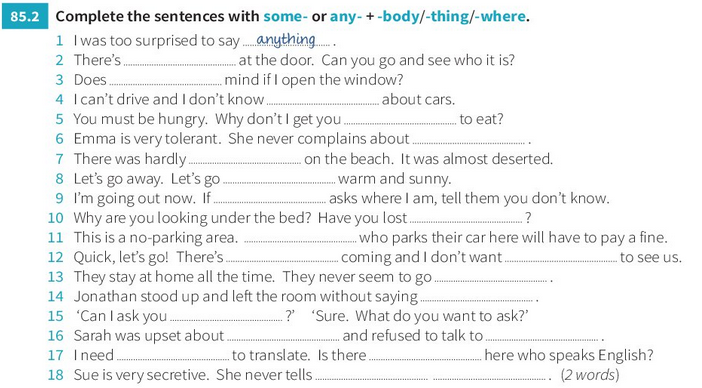 85.2 Complete the sentences with some- or any- + -body/-thing/-where.
1 I was too surprised to say anything .
2 There's ........ at the door. Can you go and see who it is?
3 Does ........ mind if I open the window?
4 I can't drive and I don't know ........ about cars.
5 You must be hungry. Why don't I get you ........ to eat?
6 Emma is very tolerant. She never complains about ........ .
7 There was hardly ........ on the beach. It was almost deserted.
8 Let's go away. Let's go ........ warm and sunny.
9 I'm going out now. If ........ asks where I am, tell them you don't know.
10 Why are you looking under the bed? Have you lost ........ ?
11 This is a no-parking area. ........ who parks their car here will have to pay a fine.
12 Quick, let's go! There's ........ coming and I don't want ........ to see us.
13 They stay at home all the time. They never seem to go ........ .
14 Jonathan stood up and left the room without saying ........ .
15 'Can I ask you ........ ?' 'Sure. What do you want to ask?'
16 Sarah was upset about ........ and refused to talk to ........ .
17 I need ........ to translate. Is there ........ here who speaks English?
18 Sue is very secretive. She never tells ........ ........ . (2 words)